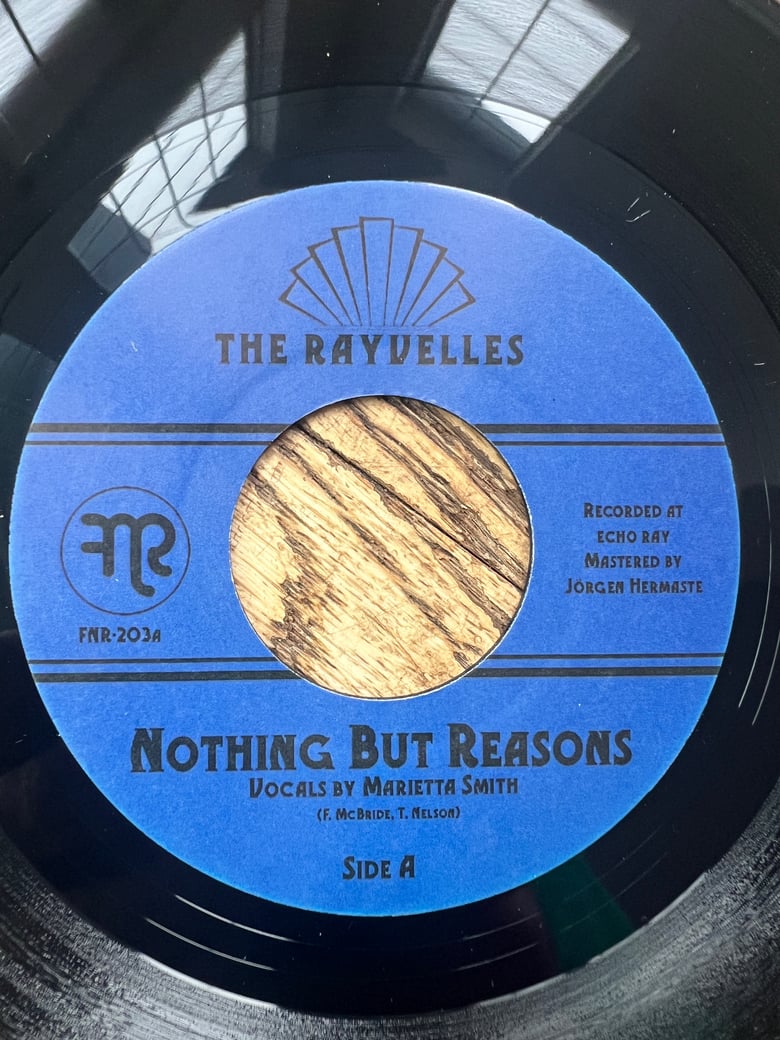 THE RAYVELLES
FNR
FNR-203A
RECORDED AT
ECHO RAY
MASTERED BY
JÖRGEN HERMASTE
NOTHING BUT REASONS
VOCALS BY MARIETTA SMITH
(F. MCBRIDE, T. NELSON)
SIDE A